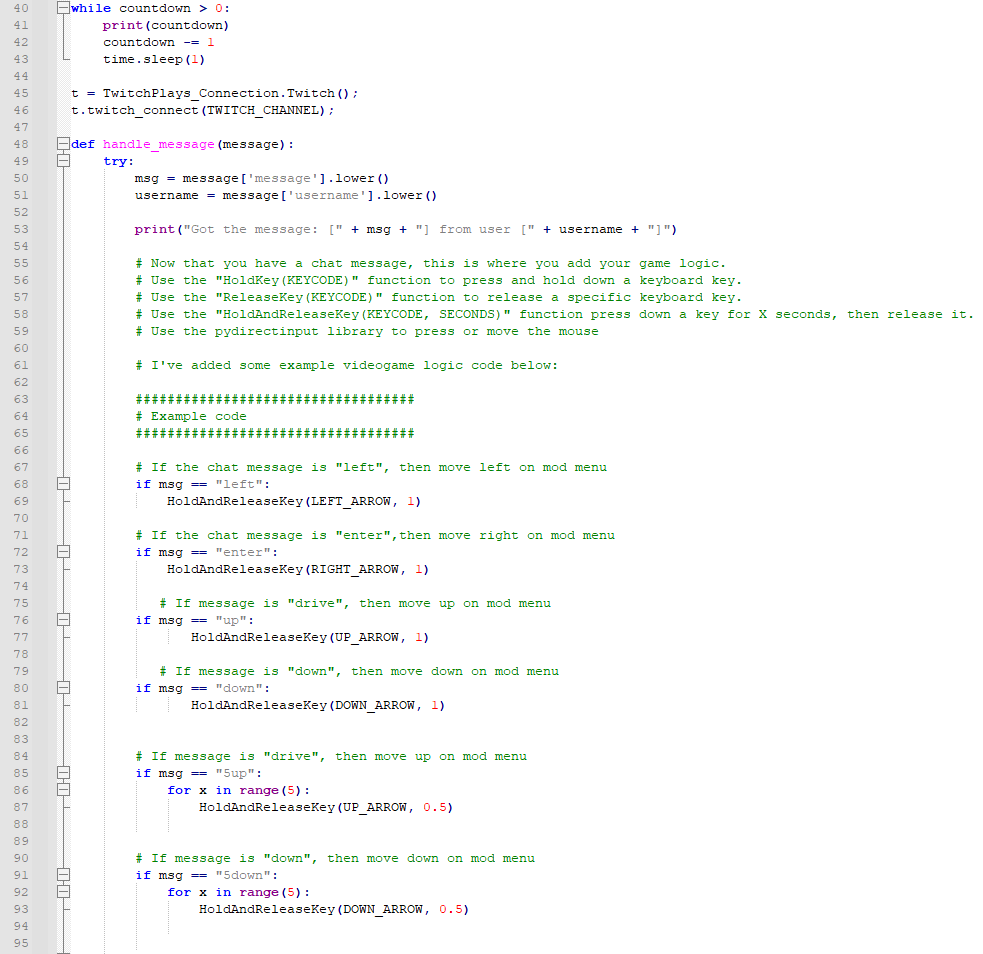 40 while countdown > 0:
41     print(countdown)
42     countdown -= 1
43     time.sleep(1)
44
45 t = TwitchPlays_Connection.Twitch();
46 t.twitch_connect(TWITCH_CHANNEL);
47
48 def handle_message(message):
49     try:
50         msg = message['message'].lower()
51         username = message['username'].lower()
52
53         print("Got the message: [" + msg + "] from user [" + username + "]")
54
55         # Now that you have a chat message, this is where you add your game logic.
56         # Use the "HoldKey(KEYCODE)" function to press and hold down a keyboard key.
57         # Use the "ReleaseKey(KEYCODE)" function to release a specific keyboard key.
58         # Use the "HoldAndReleaseKey(KEYCODE, SECONDS)" function press down a key for X seconds, then release it.
59         # Use the pydirectinput library to press or move the mouse
60
61         # I've added some example videogame logic code below:
62
63         ###################################
64         # Example code
65         ###################################
66
67         # If the chat message is "left", then move left on mod menu
68         if msg == "left":
69             HoldAndReleaseKey(LEFT_ARROW, 1)
70
71         # If the chat message is "enter",then move right on mod menu
72         if msg == "enter":
73             HoldAndReleaseKey(RIGHT_ARROW, 1)
74
75            # If message is "drive", then move up on mod menu
76         if msg == "up":
77                HoldAndReleaseKey(UP_ARROW, 1)
78
79            # If message is "down", then move down on mod menu
80         if msg == "down":
81                HoldAndReleaseKey(DOWN_ARROW, 1)
82
83
84         # If message is "drive", then move up on mod menu
85         if msg == "5up":
86             for x in range(5):
87                 HoldAndReleaseKey(UP_ARROW, 0.5)
88
89
90         # If message is "down", then move down on mod menu
91         if msg == "5down":
92             for x in range(5):
93                 HoldAndReleaseKey(DOWN_ARROW, 0.5)
94
95